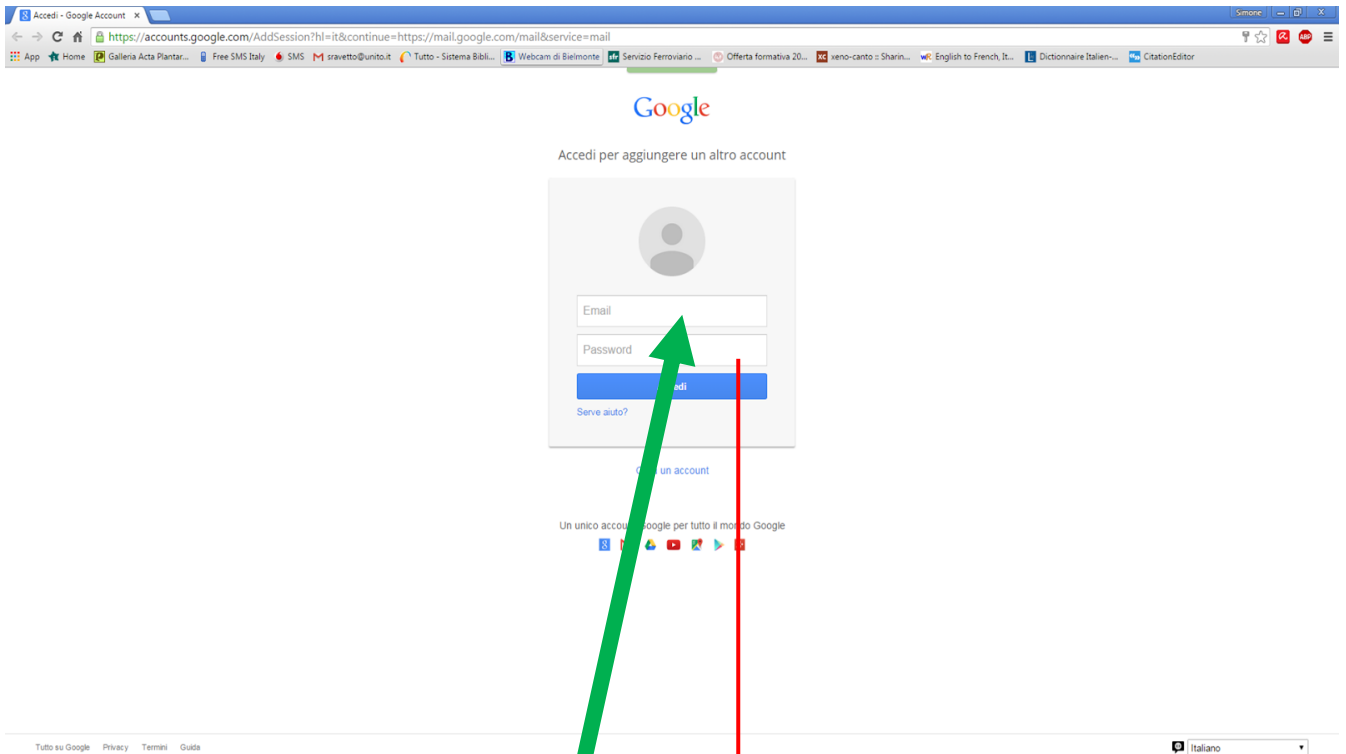 Accedi - Google Account
Simone
https://accounts.google.com/AddSession?hl=it&continue=https://mail.google.com/mail&service=mail
App Home Galleria Acta Plantar... Free SMS Italy SMS sravetto@unito.it Tutto - Sistema Bibli... Webcam di Bielmonte Servizio Ferroviario ... Offerta formativa 20... xeno-canto :: Sharin... English to French, It... Dictionnaire Italien-... CitationEditor
Google
Accedi per aggiungere un altro account
Email
Password
Serve aiuto?
un account
Un unico Google per tutto il Google
Tutto su Google Privacy Termini Guida
Italiano